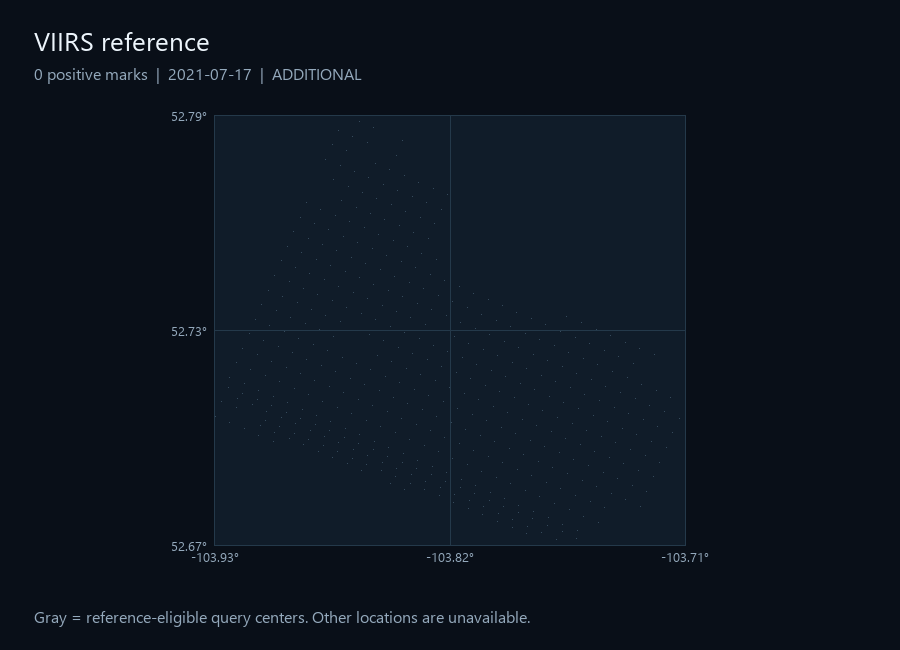 VIIRS reference
0 positive marks | 2021-07-17 | ADDITIONAL
52.79°
52.73°
52.67°
-103.93° -103.82° -103.71°
Gray = reference-eligible query centers. Other locations are unavailable.